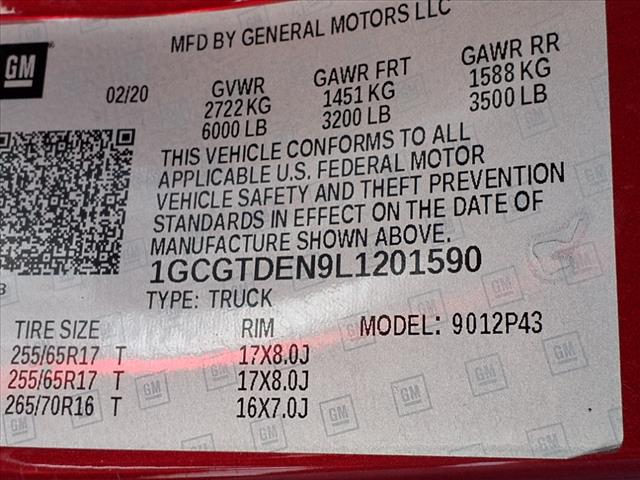 GM
MFD BY GENERAL MOTORS LLC
02/20 GVWR GAWR FRT GAWR RR
2722 KG 1451 KG 1588 KG
6000 LB 3200 LB 3500 LB
THIS VEHICLE CONFORMS TO ALL
APPLICABLE U.S. FEDERAL MOTOR
VEHICLE SAFETY AND THEFT PREVENTION
STANDARDS IN EFFECT ON THE DATE OF
MANUFACTURE SHOWN ABOVE.
1GCGTDEN9L1201590
TYPE: TRUCK
TIRE SIZE RIM MODEL: 9012P43
255/65R17 T 17X8.0J
255/65R17 T 17X8.0J
265/70R16 T 16X7.0J